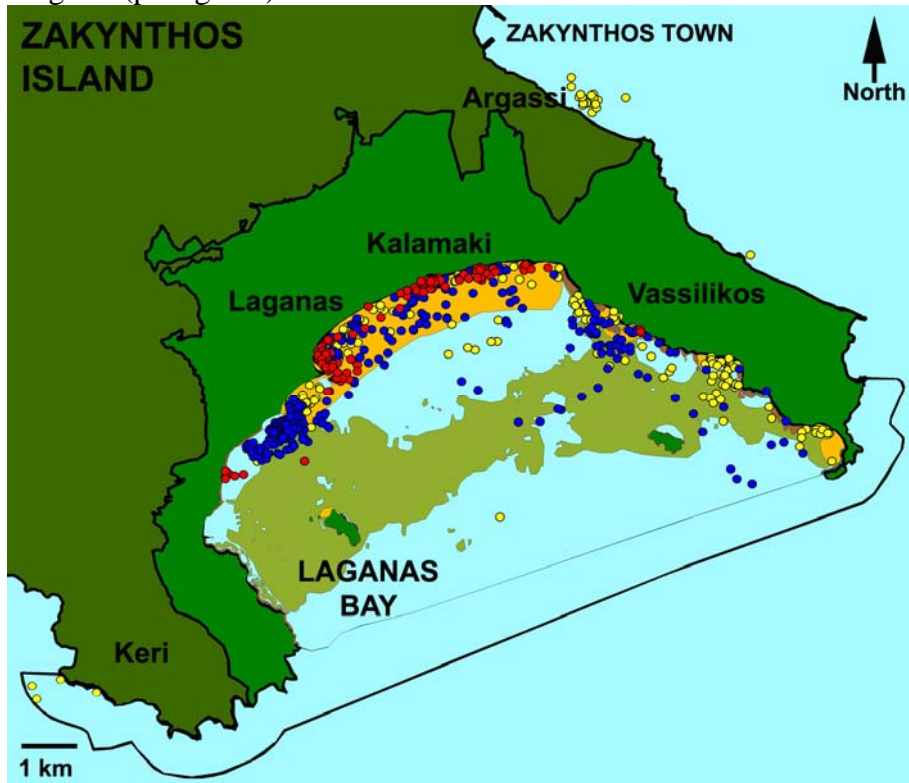 ZAKYNTHOS
ISLAND
ZAKYNTHOS TOWN
Argassi
North
Kalamaki
Laganas
Vassilikos
LAGANAS
BAY
Keri
1 km